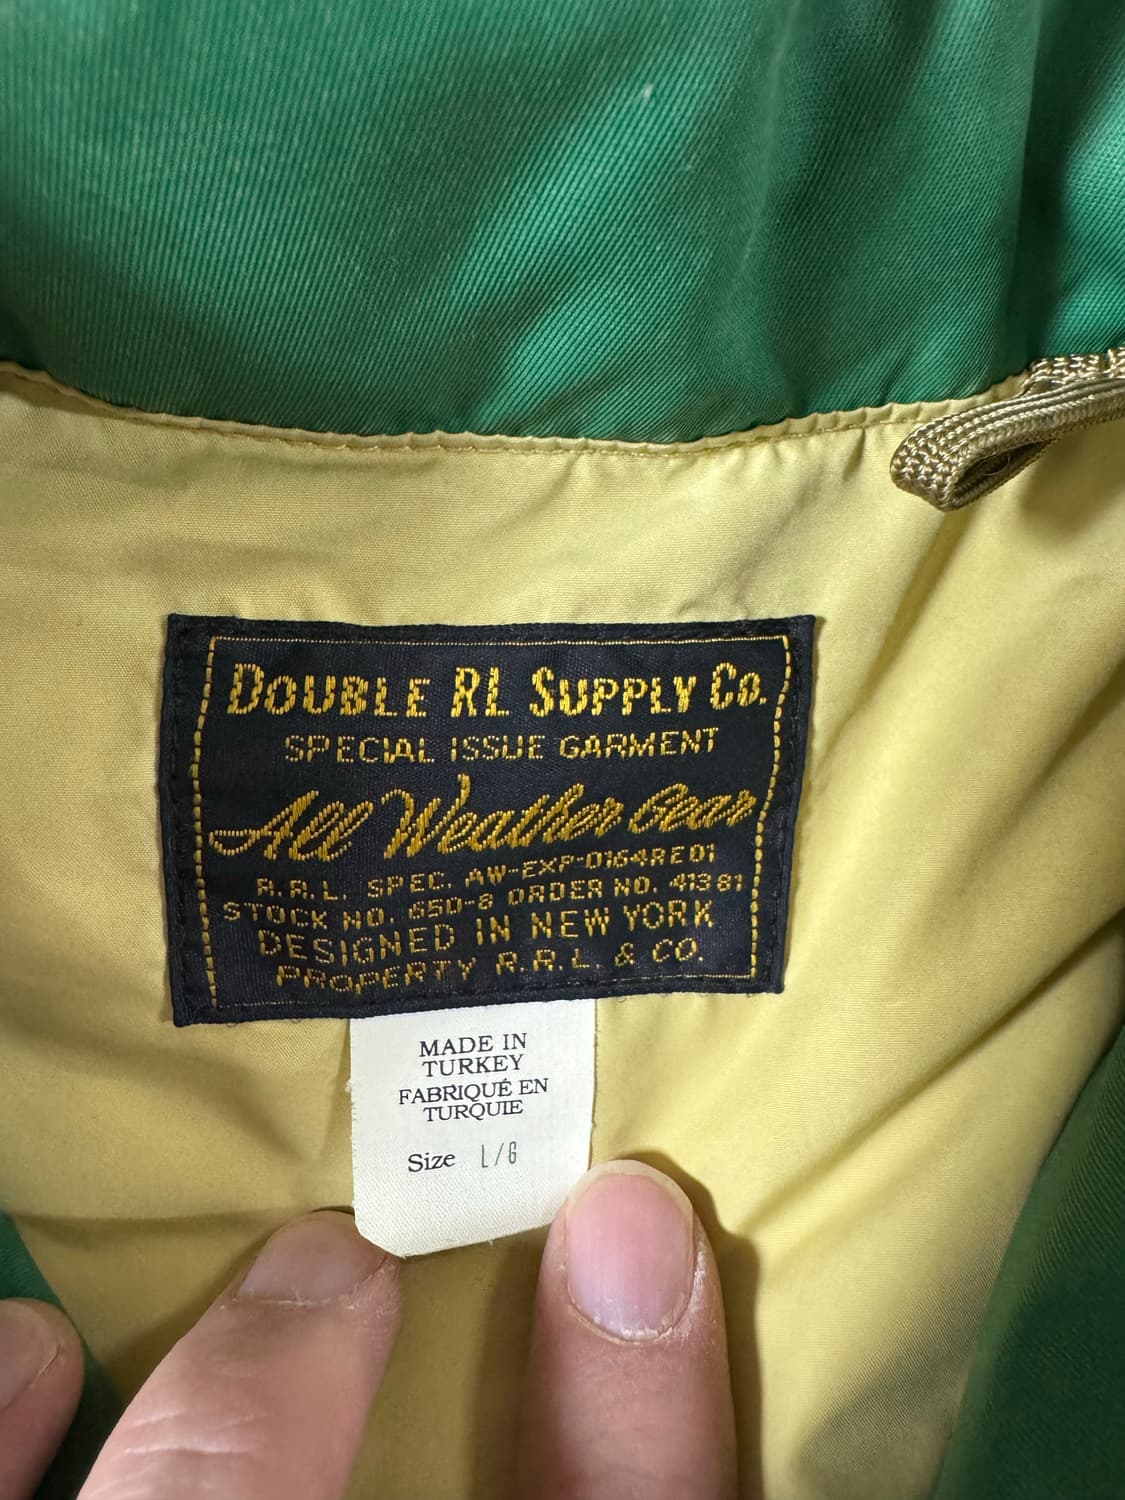 DOUBLE RL SUPPLY CO.
SPECIAL ISSUE GARMENT
All Weather Gear
R.R.L. SPEC. AW-EXP-0164RE01
STOCK NO. 650-8 ORDER NO. 41381
DESIGNED IN NEW YORK
PROPERTY R.R.L. & CO.
MADE IN
TURKEY
FABRIQUÉ EN
TURQUIE
Size L/G